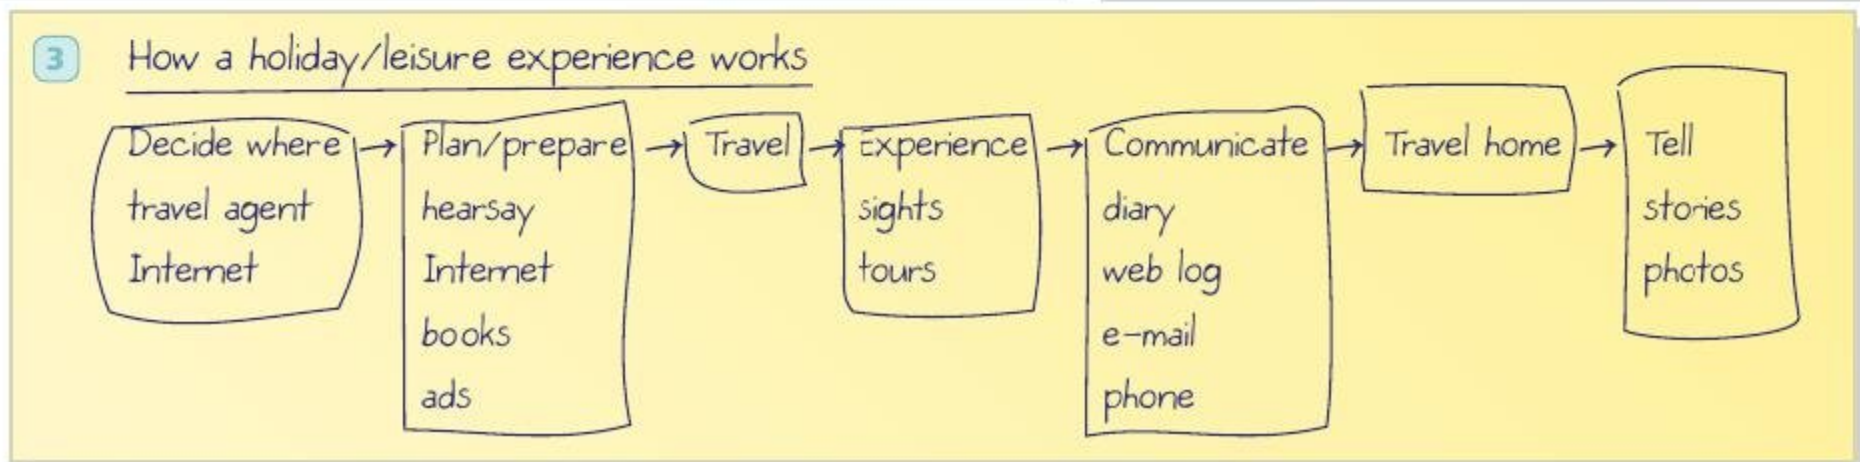 3
How a holiday/leisure experience works
Decide where
travel agent
Internet
Plan/prepare
hearsay
Internet
books
ads
Travel
Experience
sights
tours
Communicate
diary
web log
e-mail
phone
Travel home
Tell
stories
photos